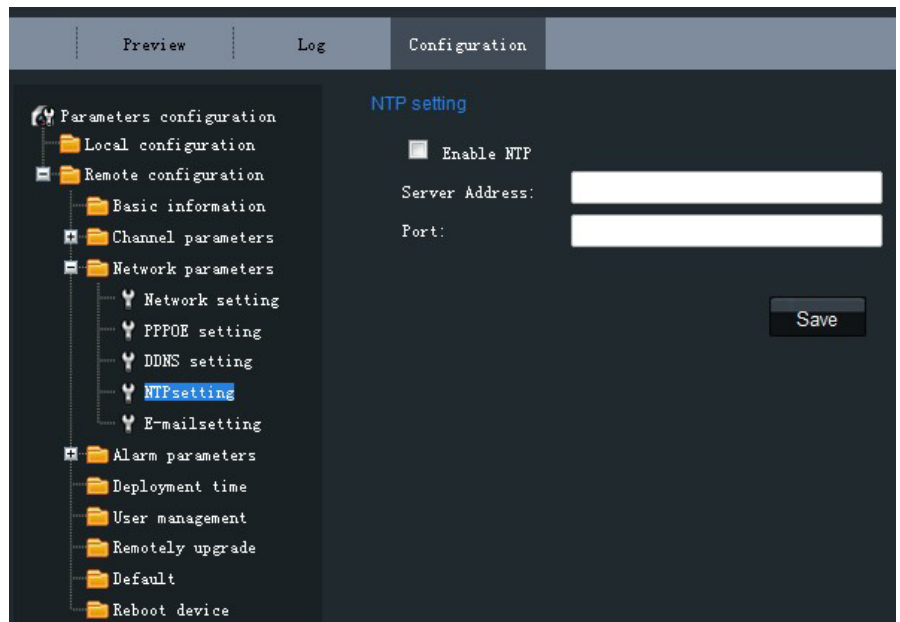 Preview Log Configuration
Parameters configuration
Local configuration
Remote configuration
Basic information
Channel parameters
Network parameters
Network setting
PPPOE setting
DDNS setting
NTPsetting
E-mailsetting
Alarm parameters
Deployment time
User management
Remotely upgrade
Default
Reboot device
NTP setting
Enable NTP
Server Address:
Port:
Save